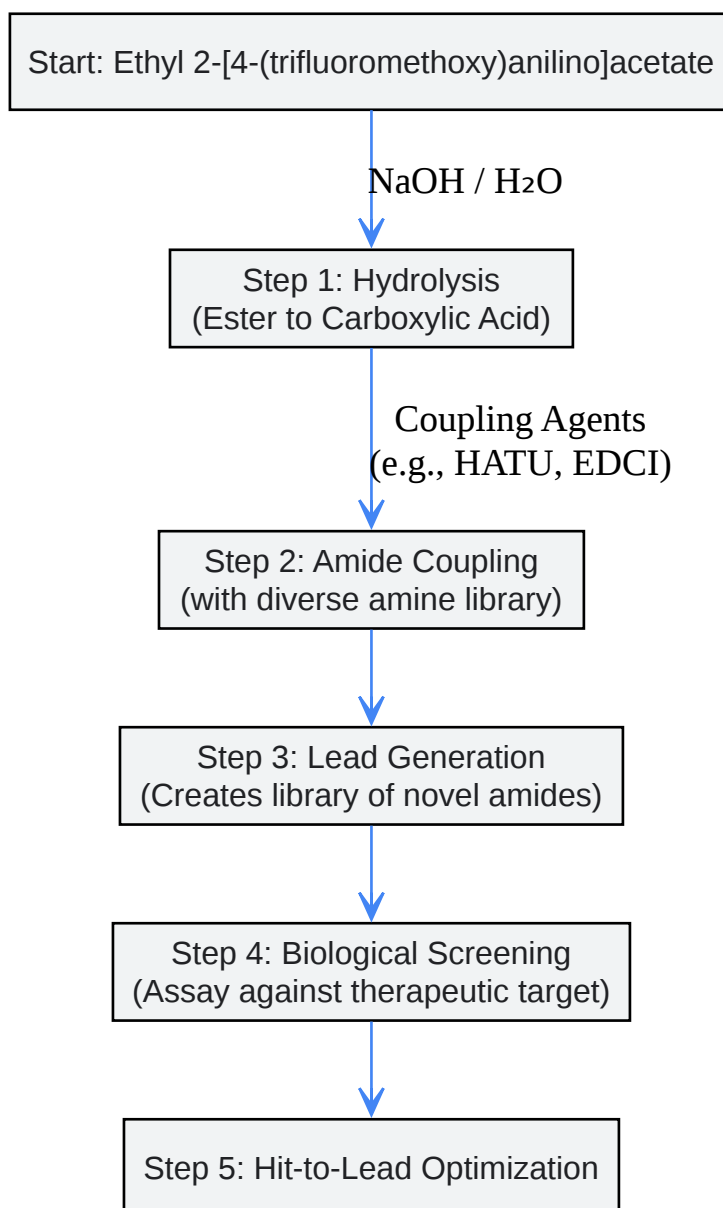 Start: Ethyl 2-[4-(trifluoromethoxy)anilino]acetate
NaOH / H₂O
Step 1: Hydrolysis
(Ester to Carboxylic Acid)
Coupling Agents
(e.g., HATU, EDCI)
Step 2: Amide Coupling
(with diverse amine library)
Step 3: Lead Generation
(Creates library of novel amides)
Step 4: Biological Screening
(Assay against therapeutic target)
Step 5: Hit-to-Lead Optimization